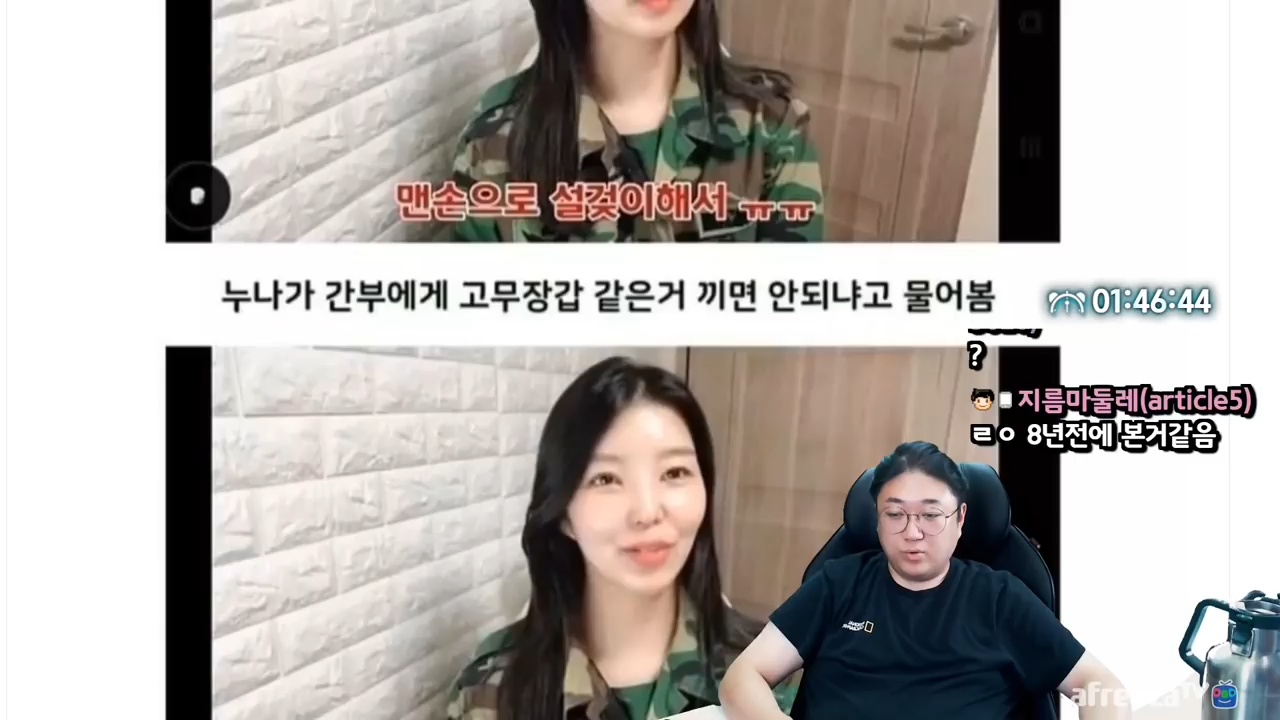 맨손으로 설겆이해서 ㅠㅠ
누나가 간부에게 고무장갑 같은거 끼면 안되냐고 물어봄
01:46:44
?
지름마둘레(article5)
ㄹㅇ 8년전에 본거같음
afreecaTV